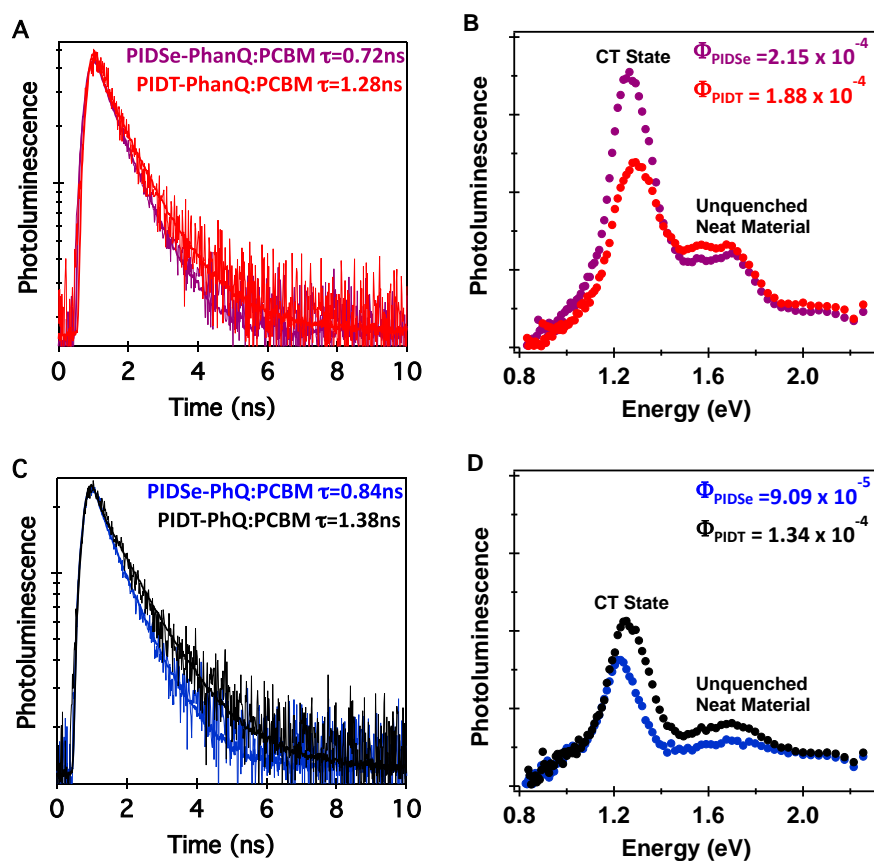 A
PIDSe-PhanQ:PCBM τ=0.72ns
PIDT-PhanQ:PCBM τ=1.28ns
Photoluminescence
0 2 4 6 8 10
Time (ns)
B
CT State
Φ_PIDSe =2.15 x 10⁻⁴
Φ_PIDT = 1.88 x 10⁻⁴
Unquenched
Neat Material
Photoluminescence
0.8 1.2 1.6 2.0
Energy (eV)
C
PIDSe-PhQ:PCBM τ=0.84ns
PIDT-PhQ:PCBM τ=1.38ns
Photoluminescence
0 2 4 6 8 10
Time (ns)
D
Φ_PIDSe =9.09 x 10⁻⁵
Φ_PIDT = 1.34 x 10⁻⁴
CT State
Unquenched
Neat Material
Photoluminescence
0.8 1.2 1.6 2.0
Energy (eV)